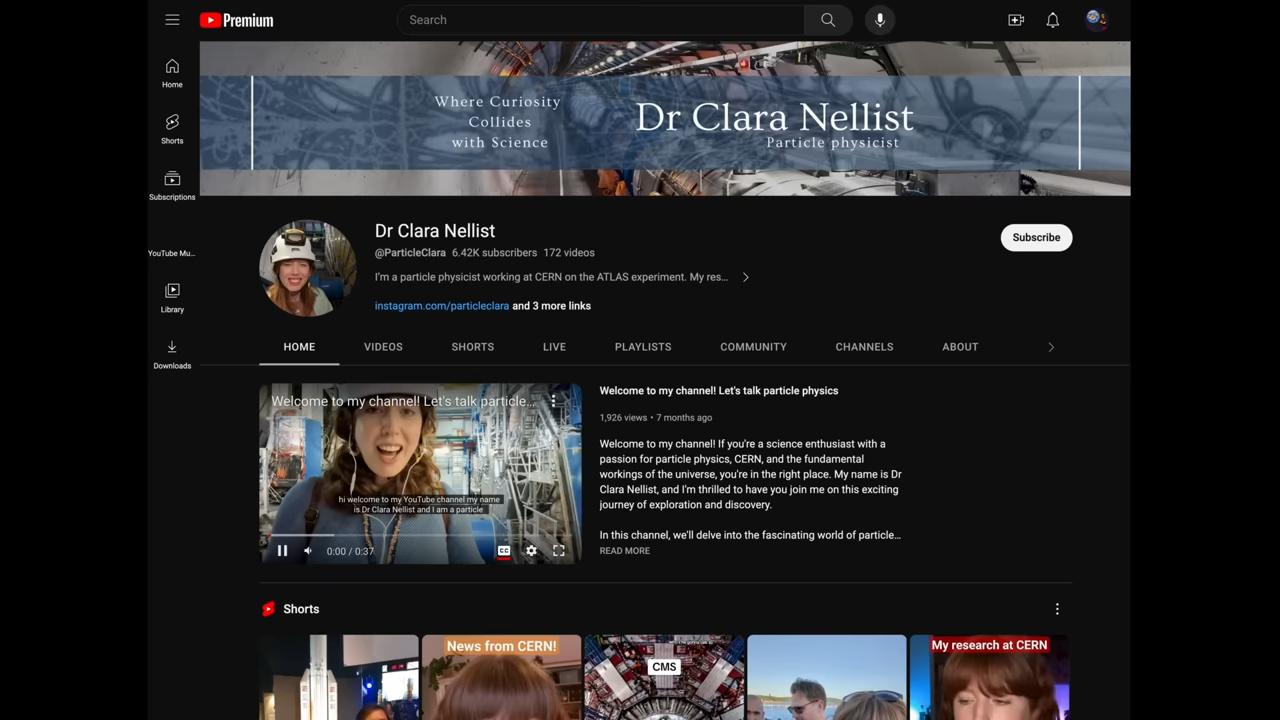 Premium
Search
Home
Shorts
Subscriptions
YouTube Mu...
Library
Downloads
Where Curiosity
Collides
with Science
Dr Clara Nellist
Particle physicist
Dr Clara Nellist
@ParticleClara 6.42K subscribers 172 videos
I'm a particle physicist working at CERN on the ATLAS experiment. My res...
instagram.com/particleclara and 3 more links
Subscribe
HOME VIDEOS SHORTS LIVE PLAYLISTS COMMUNITY CHANNELS ABOUT
Welcome to my channel! Let's talk particle...
hi welcome to my YouTube channel my name
is Dr Clara Nellist and I am a particle
0:00 / 0:37
CC
Welcome to my channel! Let's talk particle physics
1,926 views • 7 months ago
Welcome to my channel! If you're a science enthusiast with a
passion for particle physics, CERN, and the fundamental
workings of the universe, you're in the right place. My name is Dr
Clara Nellist, and I'm thrilled to have you join me on this exciting
journey of exploration and discovery.
In this channel, we'll delve into the fascinating world of particle...
READ MORE
Shorts
News from CERN!
CMS
My research at CERN